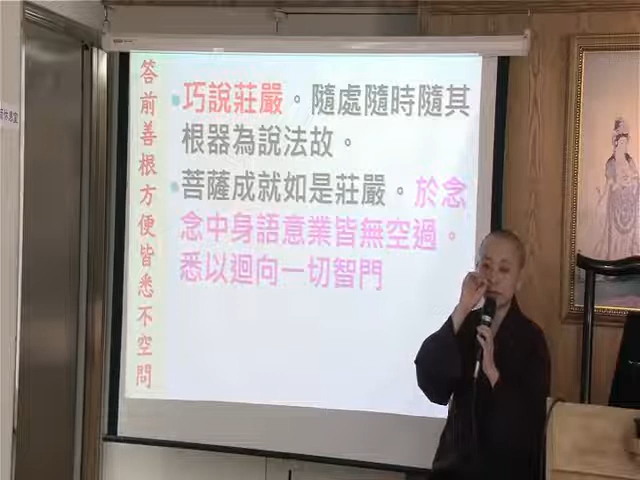 答前善根方便皆悉不空問
巧說莊嚴。隨處隨時隨其
根器為說法故。
菩薩成就如是莊嚴。於念
念中身語意業皆無空過。
悉以迴向一切智門